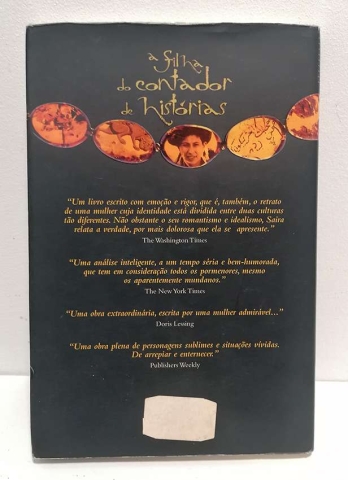 a filha
do contador
de histórias
"Um livro escrito com emoção e rigor, que é, também, o retrato
de uma mulher cuja identidade está dividida entre duas culturas
tão diferentes. Não obstante o seu romantismo e idealismo, Saira
relata a verdade, por mais dolorosa que ela se apresente."
The Washington Times
"Uma análise inteligente, a um tempo séria e bem-humorada,
que tem em consideração todos os pormenores, mesmo
os aparentemente mundanos."
The New York Times
"Uma obra extraordinária, escrita por uma mulher admirável..."
Doris Lessing
"Uma obra plena de personagens sublimes e situações vívidas.
De arrepiar e enternecer."
Publishers Weekly